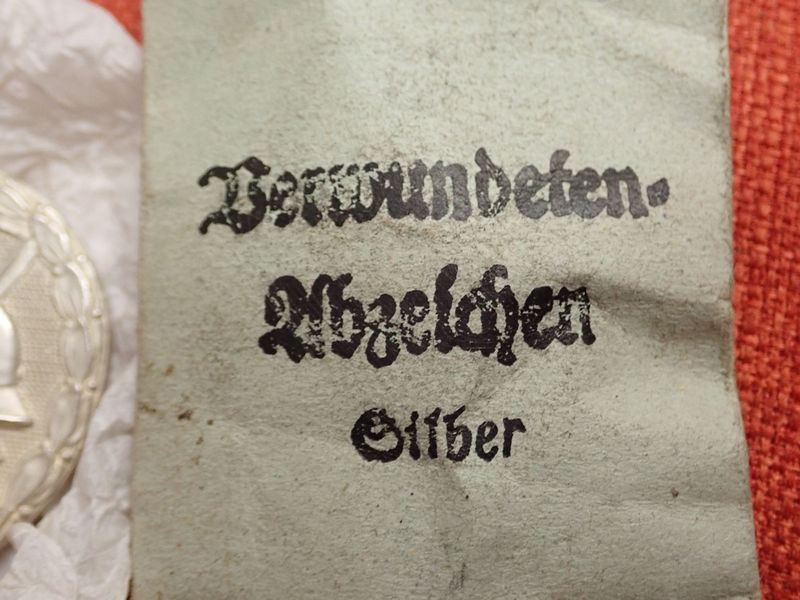 Verwundeten-
Abzeichen
Silber